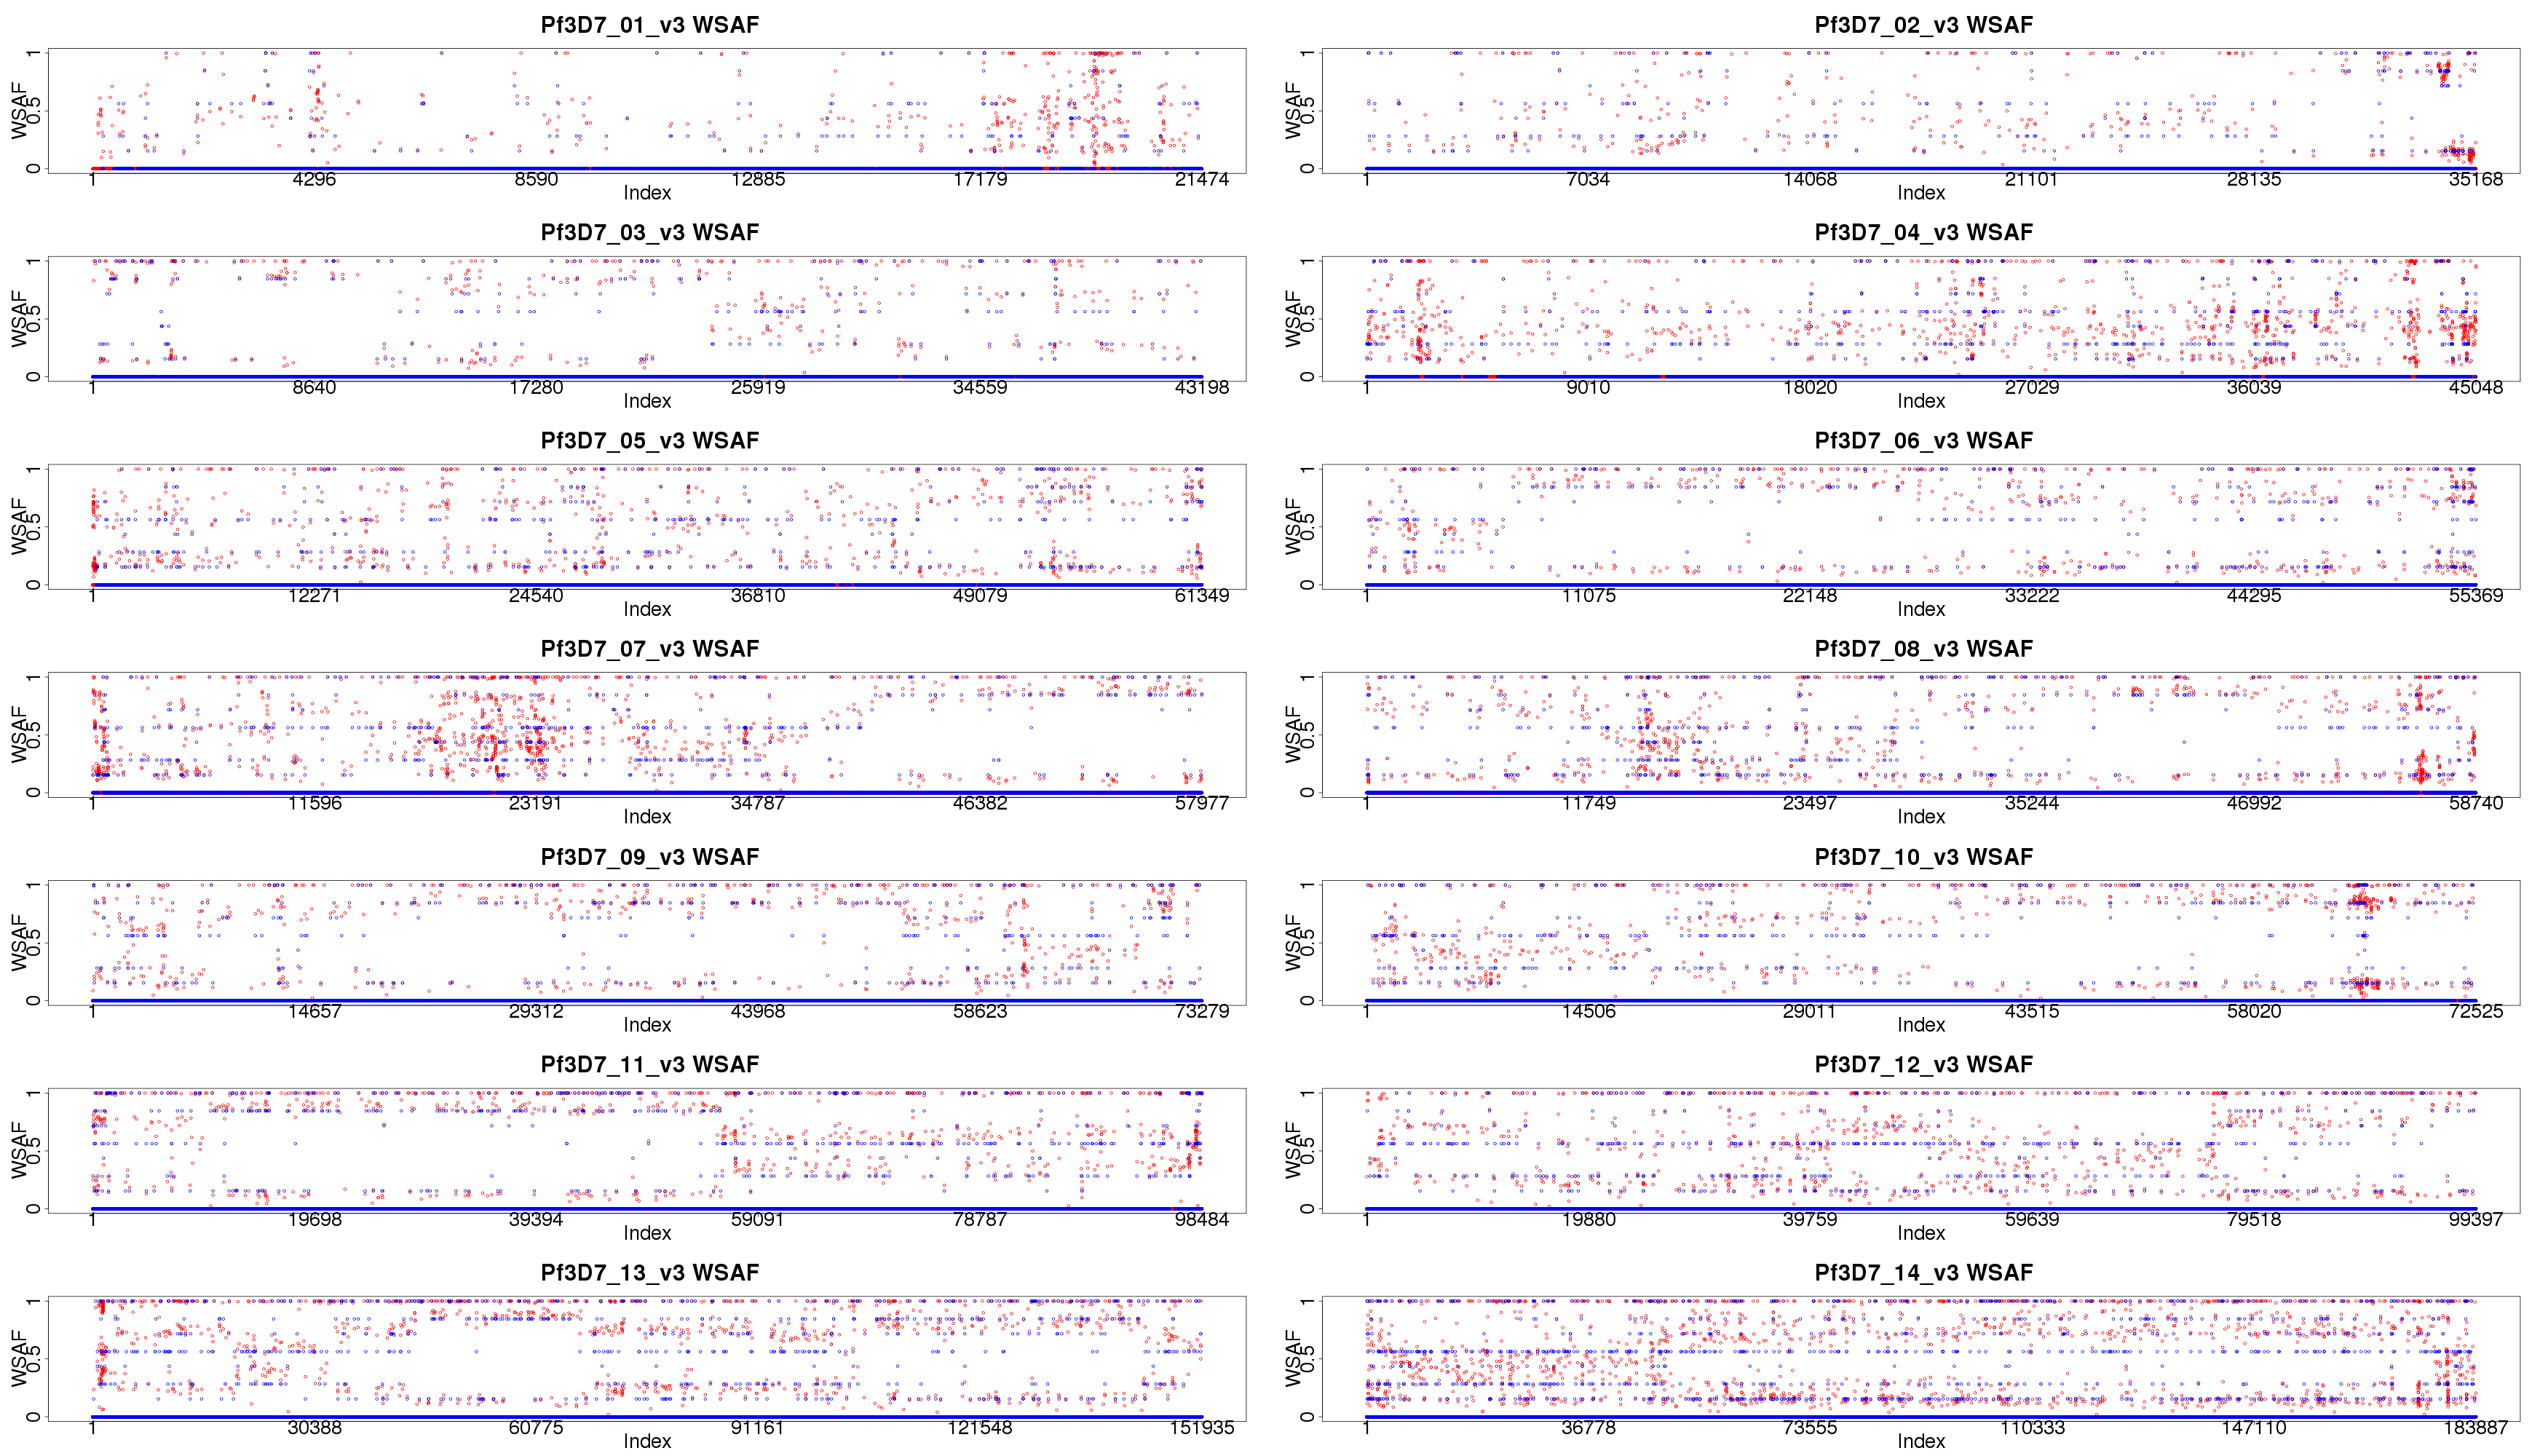 Pf3D7_01_v3 WSAF
WSAF
0 0.5 1
1 4296 8590 12885 17179 21474
Index
Pf3D7_02_v3 WSAF
WSAF
0 0.5 1
1 7034 14068 21101 28135 35168
Index
Pf3D7_03_v3 WSAF
WSAF
0 0.5 1
1 8640 17280 25919 34559 43198
Index
Pf3D7_04_v3 WSAF
WSAF
0 0.5 1
1 9010 18020 27029 36039 45048
Index
Pf3D7_05_v3 WSAF
WSAF
0 0.5 1
1 12271 24540 36810 49079 61349
Index
Pf3D7_06_v3 WSAF
WSAF
0 0.5 1
1 11075 22148 33222 44295 55369
Index
Pf3D7_07_v3 WSAF
WSAF
0 0.5 1
1 11596 23191 34787 46382 57977
Index
Pf3D7_08_v3 WSAF
WSAF
0 0.5 1
1 11749 23497 35244 46992 58740
Index
Pf3D7_09_v3 WSAF
WSAF
0 0.5 1
1 14657 29312 43968 58623 73279
Index
Pf3D7_10_v3 WSAF
WSAF
0 0.5 1
1 14506 29011 43515 58020 72525
Index
Pf3D7_11_v3 WSAF
WSAF
0 0.5 1
1 19698 39394 59091 78787 98484
Index
Pf3D7_12_v3 WSAF
WSAF
0 0.5 1
1 19880 39759 59639 79518 99397
Index
Pf3D7_13_v3 WSAF
WSAF
0 0.5 1
1 30388 60775 91161 121548 151935
Index
Pf3D7_14_v3 WSAF
WSAF
0 0.5 1
1 36778 73555 110333 147110 183887
Index